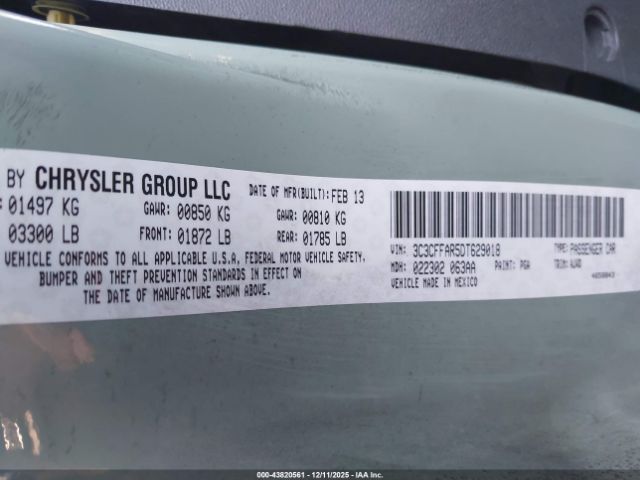 BY CHRYSLER GROUP LLC DATE OF MFR(BUILT): FEB 13
: 01497 KG GAWR: 00850 KG GAWR: 00810 KG
03300 LB FRONT: 01872 LB REAR: 01785 LB
VEHICLE CONFORMS TO ALL APPLICABLE U.S.A. FEDERAL MOTOR VEHICLE SAFETY,
BUMPER AND THEFT PREVENTION STANDARDS IN EFFECT ON
THE DATE OF MANUFACTURE SHOWN ABOVE.
VIN: 3C3CFFAR5DT629018 TYPE: PASSENGER CAR
MDH: 022302 063AA PAINT: PGA TRIM:
VEHICLE MADE IN MEXICO
000-43820561 - 12/11/2025 - IAA Inc.